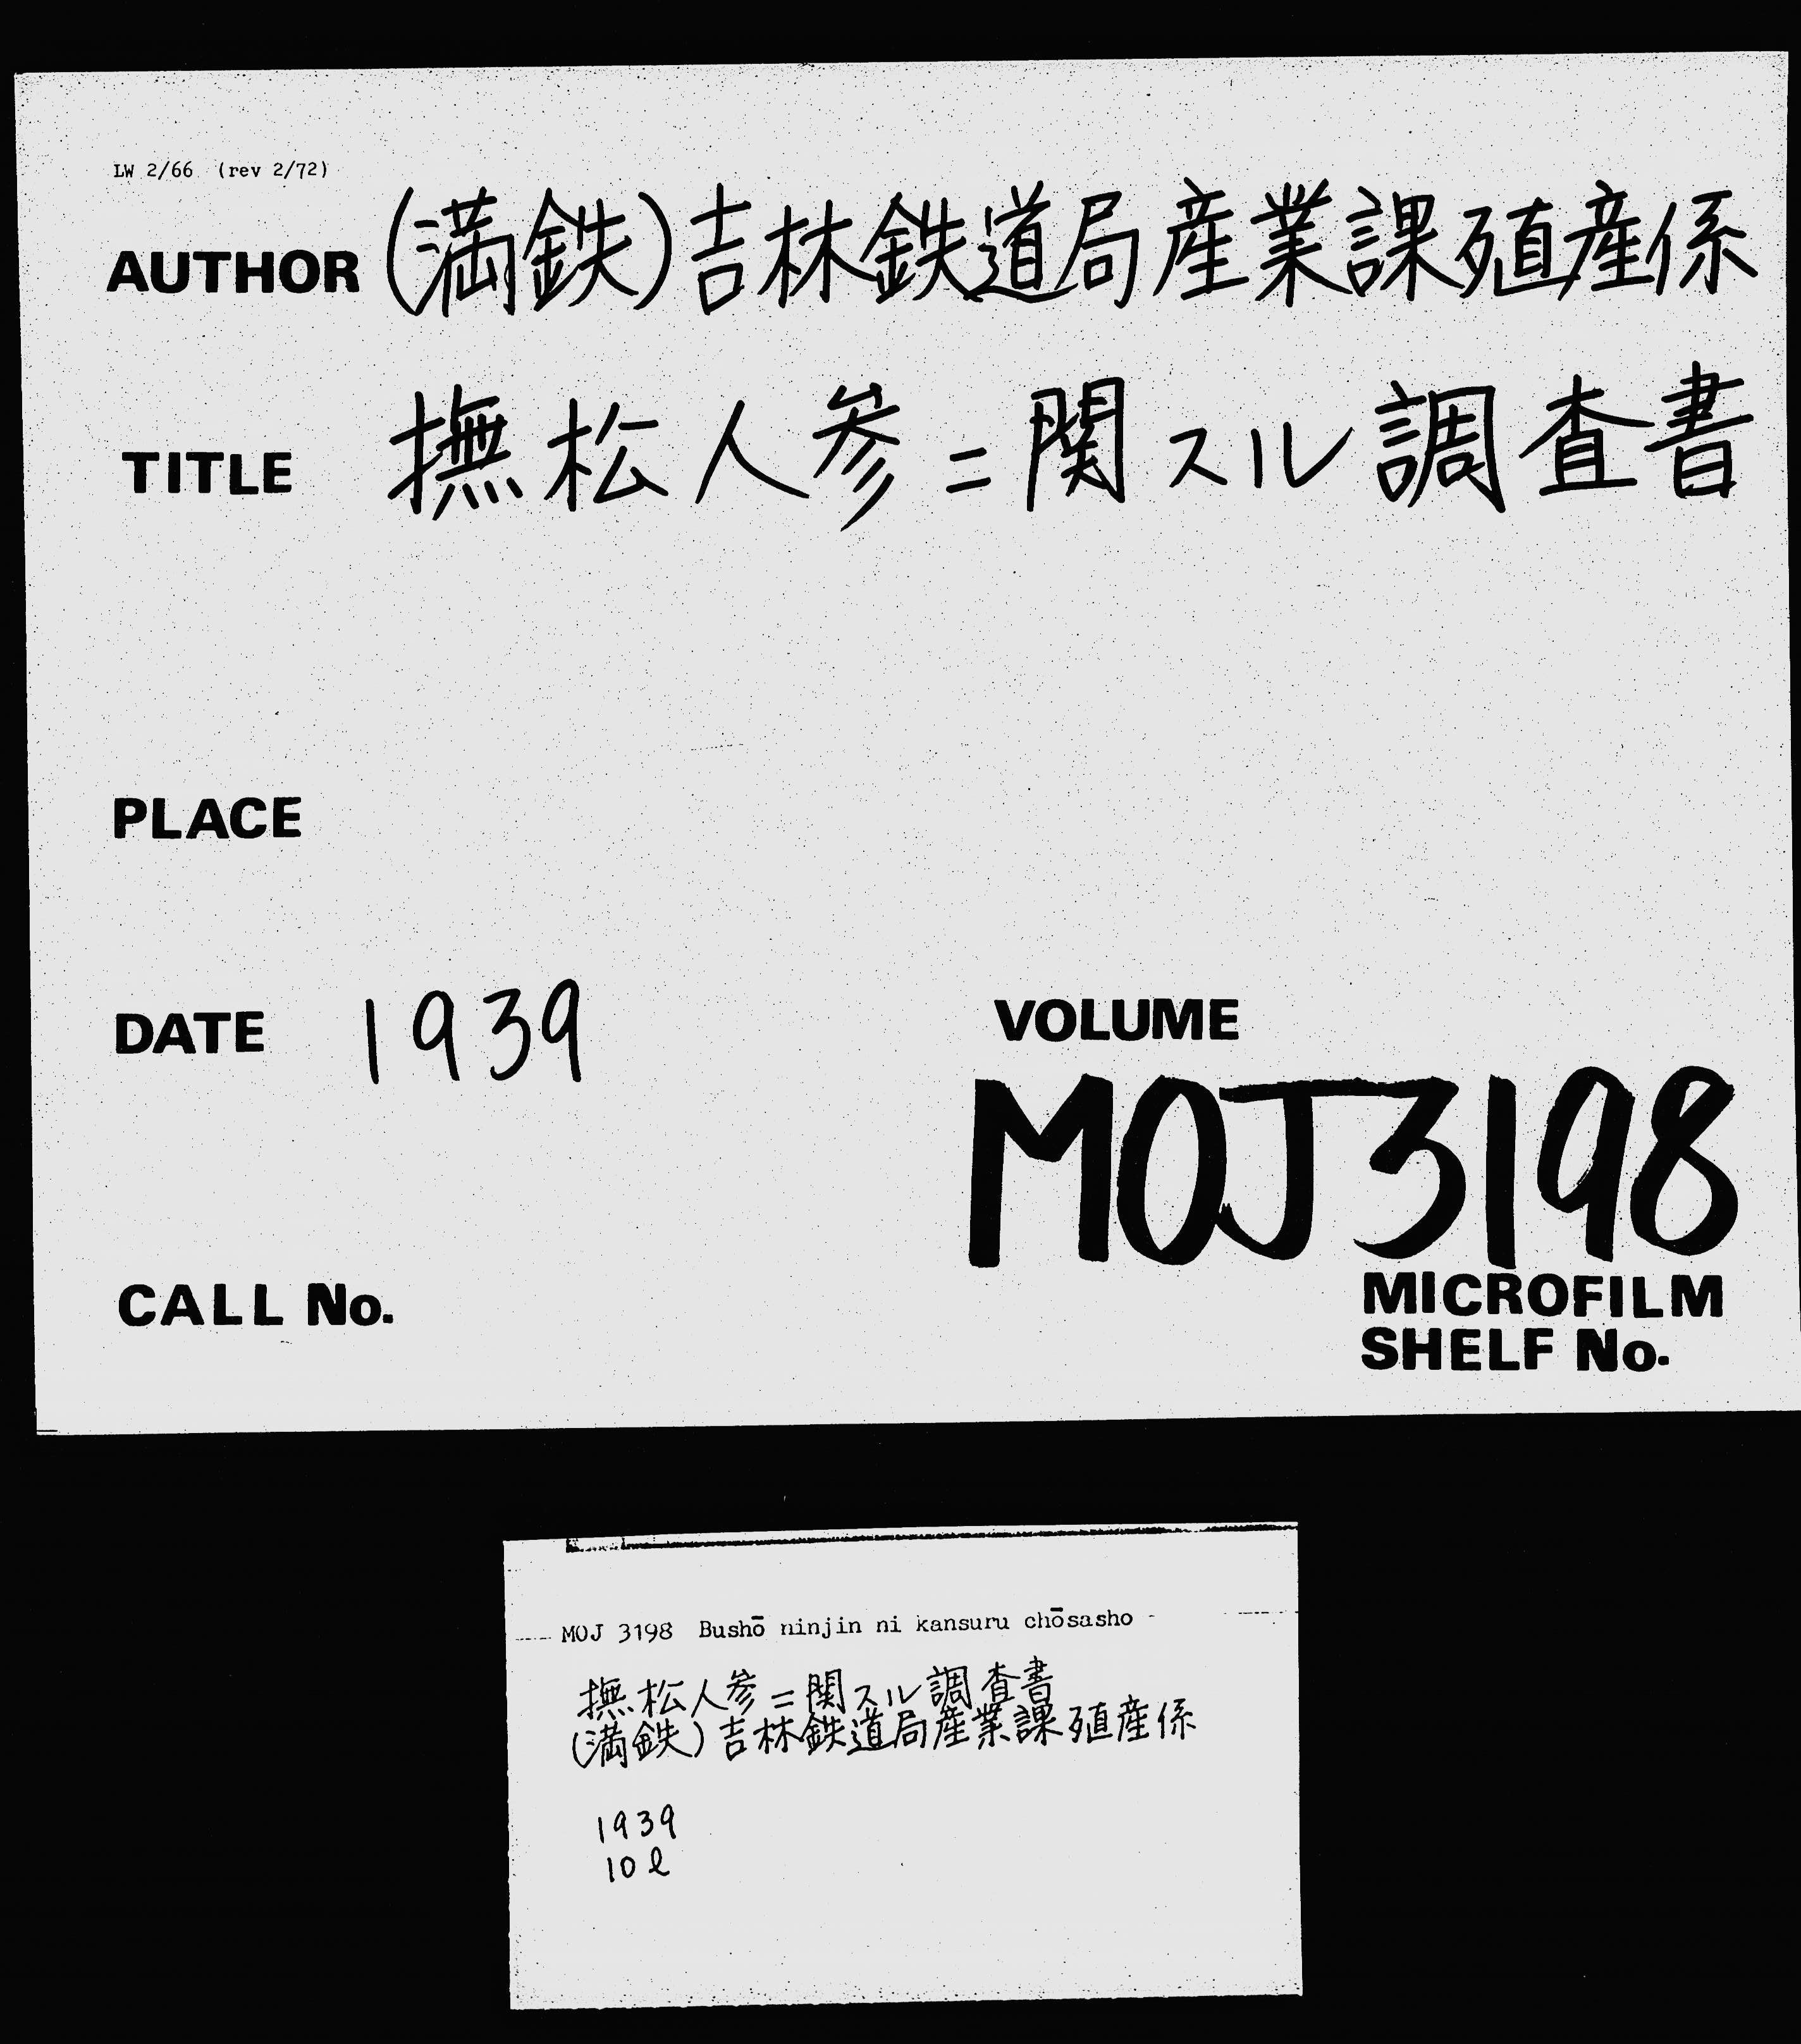 LW 2/66 (rev 2/72)
AUTHOR (満鉄)吉林鉄道局産業課殖産係
TITLE 撫松人参ニ関スル調査書
PLACE
DATE 1939
VOLUME
MOJ3198
CALL No.
MICROFILM
SHELF No.
MOJ 3198 Bushō ninjin ni kansuru chōsasho
撫松人参ニ関スル調査書
(満鉄)吉林鉄道局産業課殖産係
1939
10 l